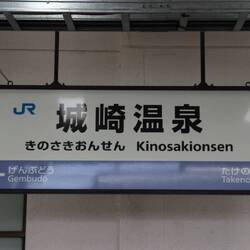 JR 城崎温泉
きのさきおんせん Kinosakionsen
げんぶどう たけの
Gembudō Takeno